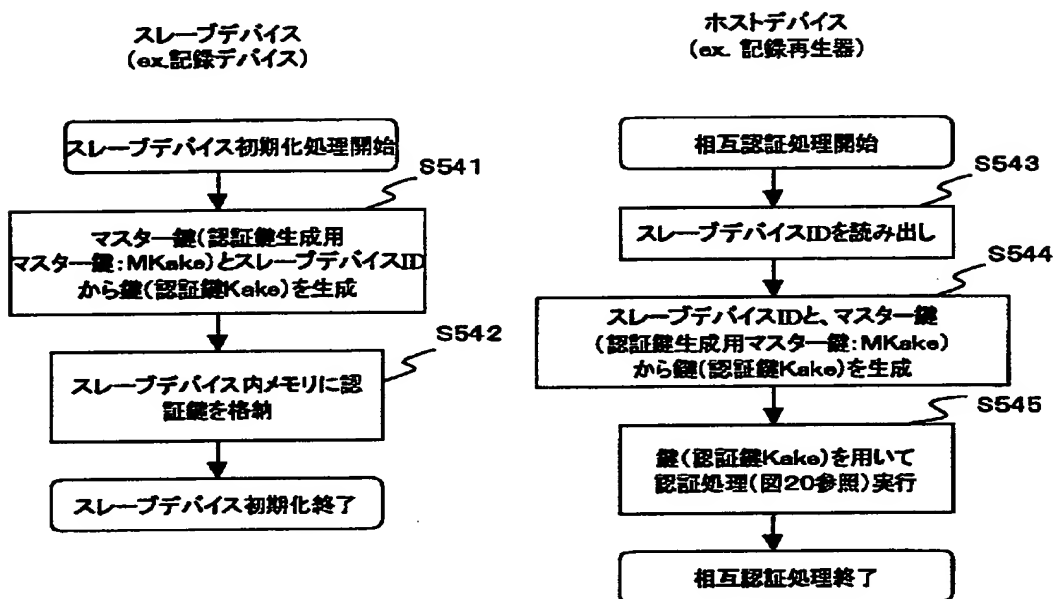 スレーブデバイス
(ex.記録デバイス)
スレーブデバイス初期化処理開始
S541
マスター鍵(認証鍵生成用
マスター鍵:MKake)とスレーブデバイスID
から鍵(認証鍵Kake)を生成
S542
スレーブデバイス内メモリに認
証鍵を格納
スレーブデバイス初期化終了
ホストデバイス
(ex. 記録再生器)
相互認証処理開始
S543
スレーブデバイスIDを読み出し
S544
スレーブデバイスIDと、マスター鍵
(認証鍵生成用マスター鍵:MKake)
から鍵(認証鍵Kake)を生成
S545
鍵(認証鍵Kake)を用いて
認証処理(図20参照)実行
相互認証処理終了